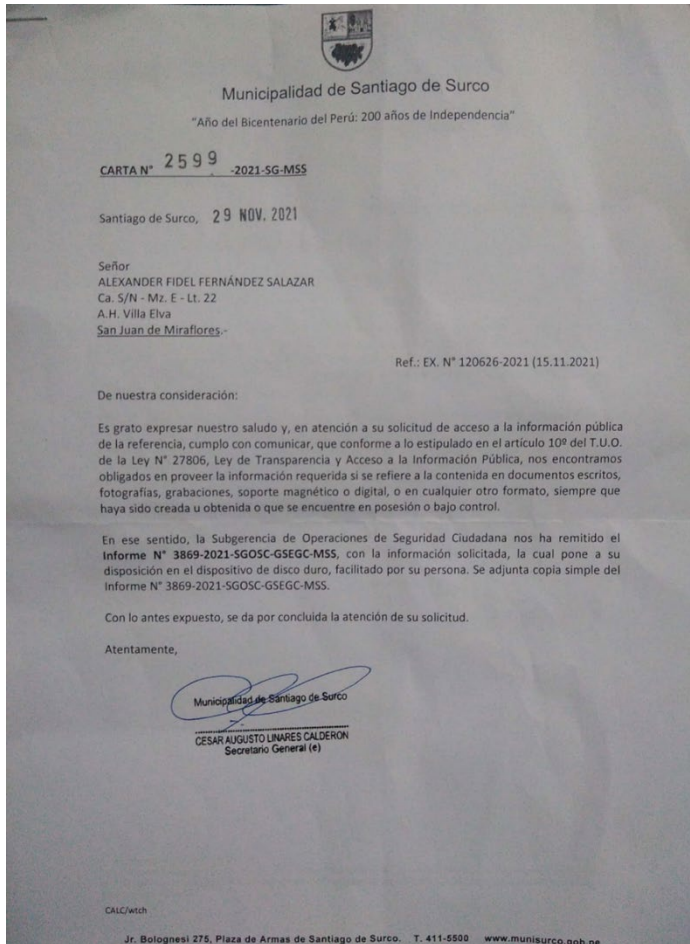 Municipalidad de Santiago de Surco
"Año del Bicentenario del Perú: 200 años de Independencia"
CARTA N° 2599 -2021-SG-MSS
Santiago de Surco, 29 NOV. 2021
Señor
ALEXANDER FIDEL FERNÁNDEZ SALAZAR
Ca. S/N - Mz. E - Lt. 22
A.H. Villa Elva
San Juan de Miraflores.-
Ref.: EX. N° 120626-2021 (15.11.2021)
De nuestra consideración:
Es grato expresar nuestro saludo y, en atención a su solicitud de acceso a la información pública
de la referencia, cumplo con comunicar, que conforme a lo estipulado en el artículo 10º del T.U.O.
de la Ley N° 27806, Ley de Transparencia y Acceso a la Información Pública, nos encontramos
obligados en proveer la información requerida si se refiere a la contenida en documentos escritos,
fotografías, grabaciones, soporte magnético o digital, o en cualquier otro formato, siempre que
haya sido creada u obtenida o que se encuentre en posesión o bajo control.
En ese sentido, la Subgerencia de Operaciones de Seguridad Ciudadana nos ha remitido el
Informe N° 3869-2021-SGOSC-GSEGC-MSS, con la información solicitada, la cual pone a su
disposición en el dispositivo de disco duro, facilitado por su persona. Se adjunta copia simple del
Informe N° 3869-2021-SGOSC-GSEGC-MSS.
Con lo antes expuesto, se da por concluida la atención de su solicitud.
Atentamente,
Municipalidad de Santiago de Surco
CESAR AUGUSTO LINARES CALDERON
Secretario General (e)
CALC/wtch
Jr. Bolognesi 275, Plaza de Armas de Santiago de Surco. T. 411-5500 www.munisurco.gob.pe